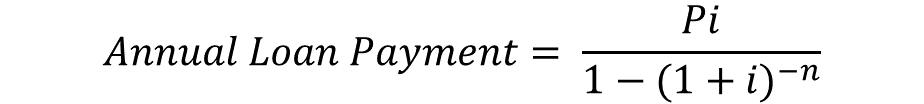 Annual Loan Payment = Pi / 1 − (1 + i)⁻ⁿ